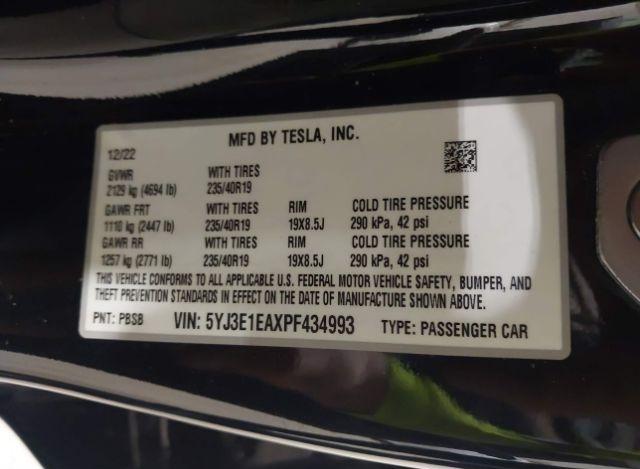 MFD BY TESLA, INC.
12/22
GVWR WITH TIRES
2129 kg (4694 lb) 235/40R19
GAWR FRT WITH TIRES RIM COLD TIRE PRESSURE
1110 kg (2447 lb) 235/40R19 19X8.5J 290 kPa, 42 psi
GAWR RR WITH TIRES RIM COLD TIRE PRESSURE
1257 kg (2771 lb) 235/40R19 19X8.5J 290 kPa, 42 psi
THIS VEHICLE CONFORMS TO ALL APPLICABLE U.S. FEDERAL MOTOR VEHICLE SAFETY, BUMPER, AND
THEFT PREVENTION STANDARDS IN EFFECT ON THE DATE OF MANUFACTURE SHOWN ABOVE.
PNT: PBSB VIN: 5YJ3E1EAXPF434993 TYPE: PASSENGER CAR